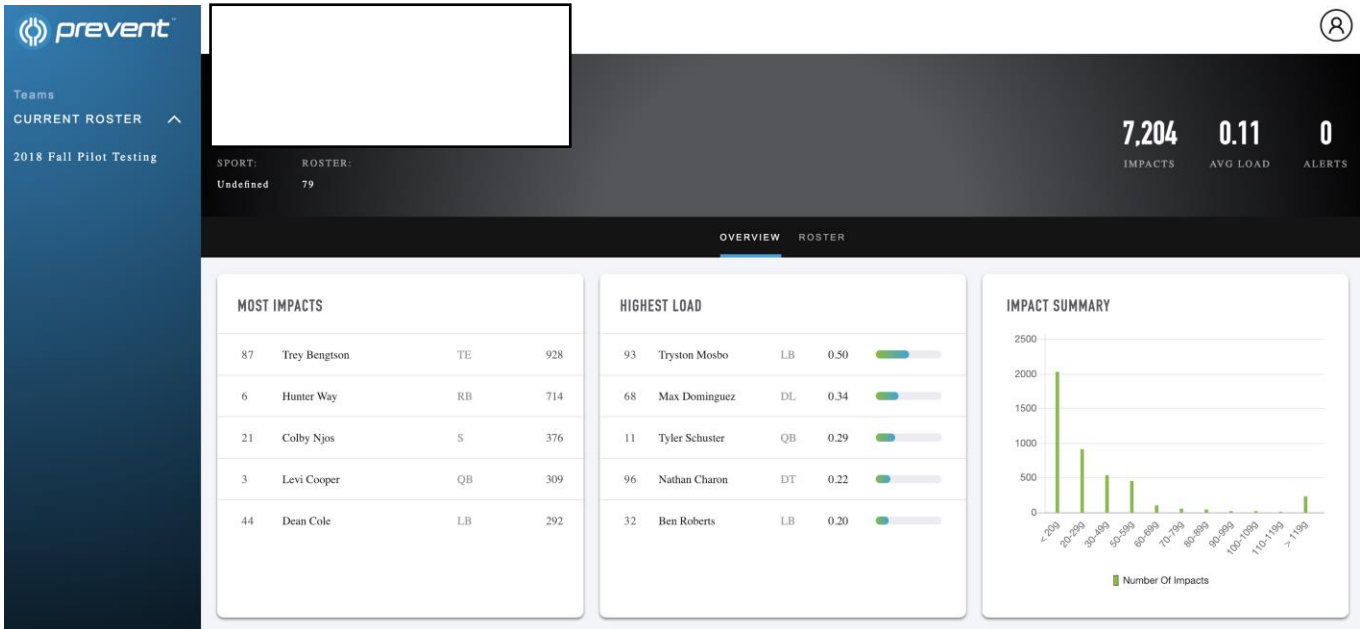 prevent
Teams
CURRENT ROSTER
2018 Fall Pilot Testing
SPORT: ROSTER:
Undefined 79
7,204 0.11 0
IMPACTS AVG LOAD ALERTS
OVERVIEW ROSTER
MOST IMPACTS
87 Trey Bengtson TE 928
6 Hunter Way RB 714
21 Colby Njos S 376
3 Levi Cooper QB 309
44 Dean Cole LB 292
HIGHEST LOAD
93 Tryston Mosbo LB 0.50
68 Max Dominguez DL 0.34
11 Tyler Schuster QB 0.29
96 Nathan Charon DT 0.22
32 Ben Roberts LB 0.20
IMPACT SUMMARY
2500
2000
1500
1000
500
0
< 20g 20-29g 30-49g 50-59g 60-69g 70-79g 80-89g 90-99g 100-109g 110-119g > 119g
Number Of Impacts